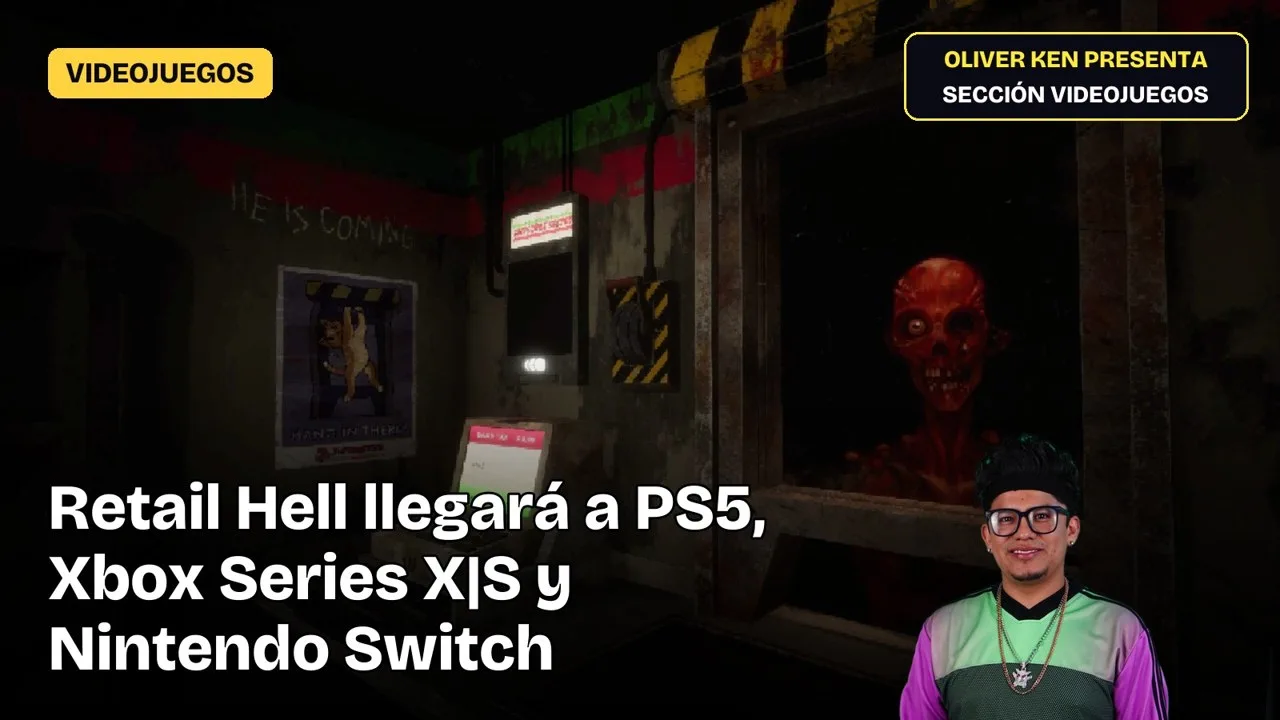 VIDEOJUEGOS
OLIVER KEN PRESENTA
SECCIÓN VIDEOJUEGOS
HE IS COMING
HANG IN THERE!
Retail Hell llegará a PS5,
Xbox Series X|S y
Nintendo Switch